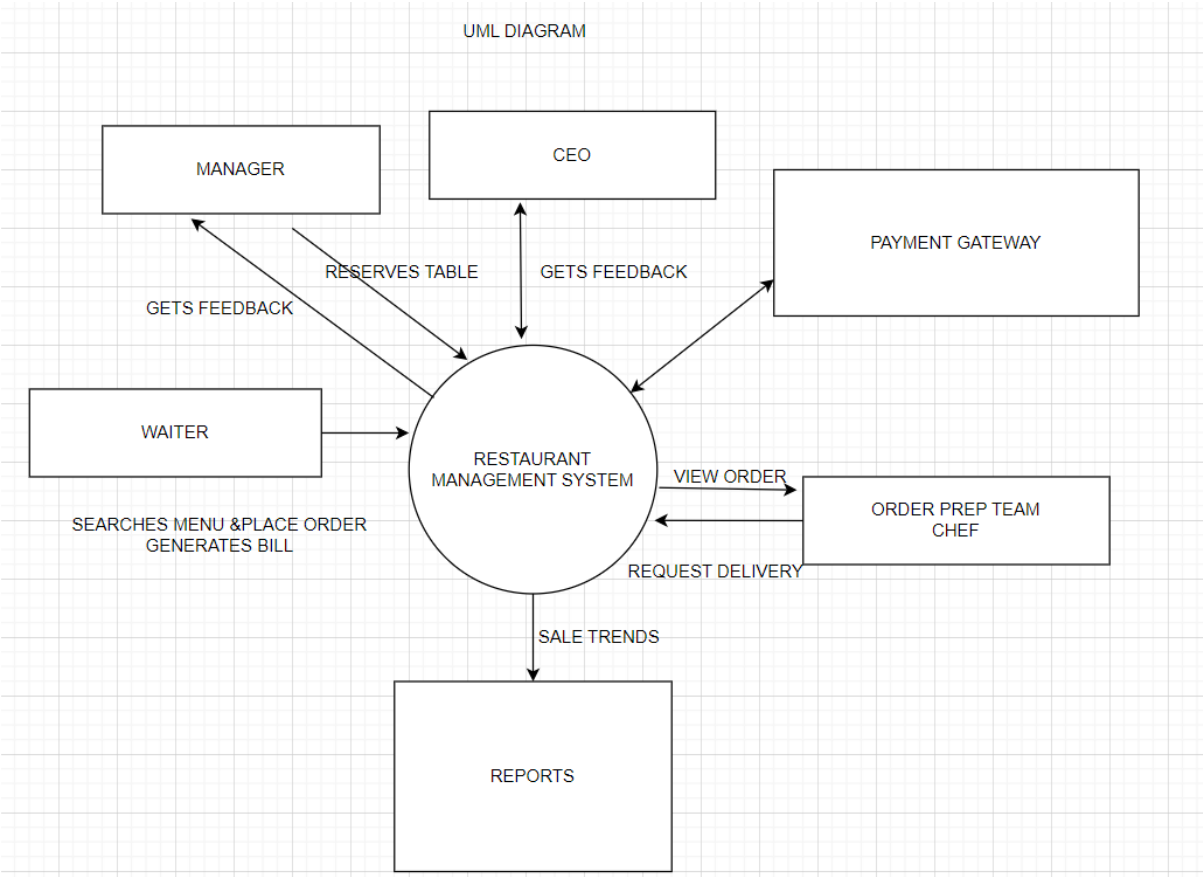 UML DIAGRAM
MANAGER
CEO
PAYMENT GATEWAY
RESERVES TABLE
GETS FEEDBACK
GETS FEEDBACK
WAITER
RESTAURANT
MANAGEMENT SYSTEM
VIEW ORDER
ORDER PREP TEAM
CHEF
SEARCHES MENU &PLACE ORDER
GENERATES BILL
REQUEST DELIVERY
SALE TRENDS
REPORTS